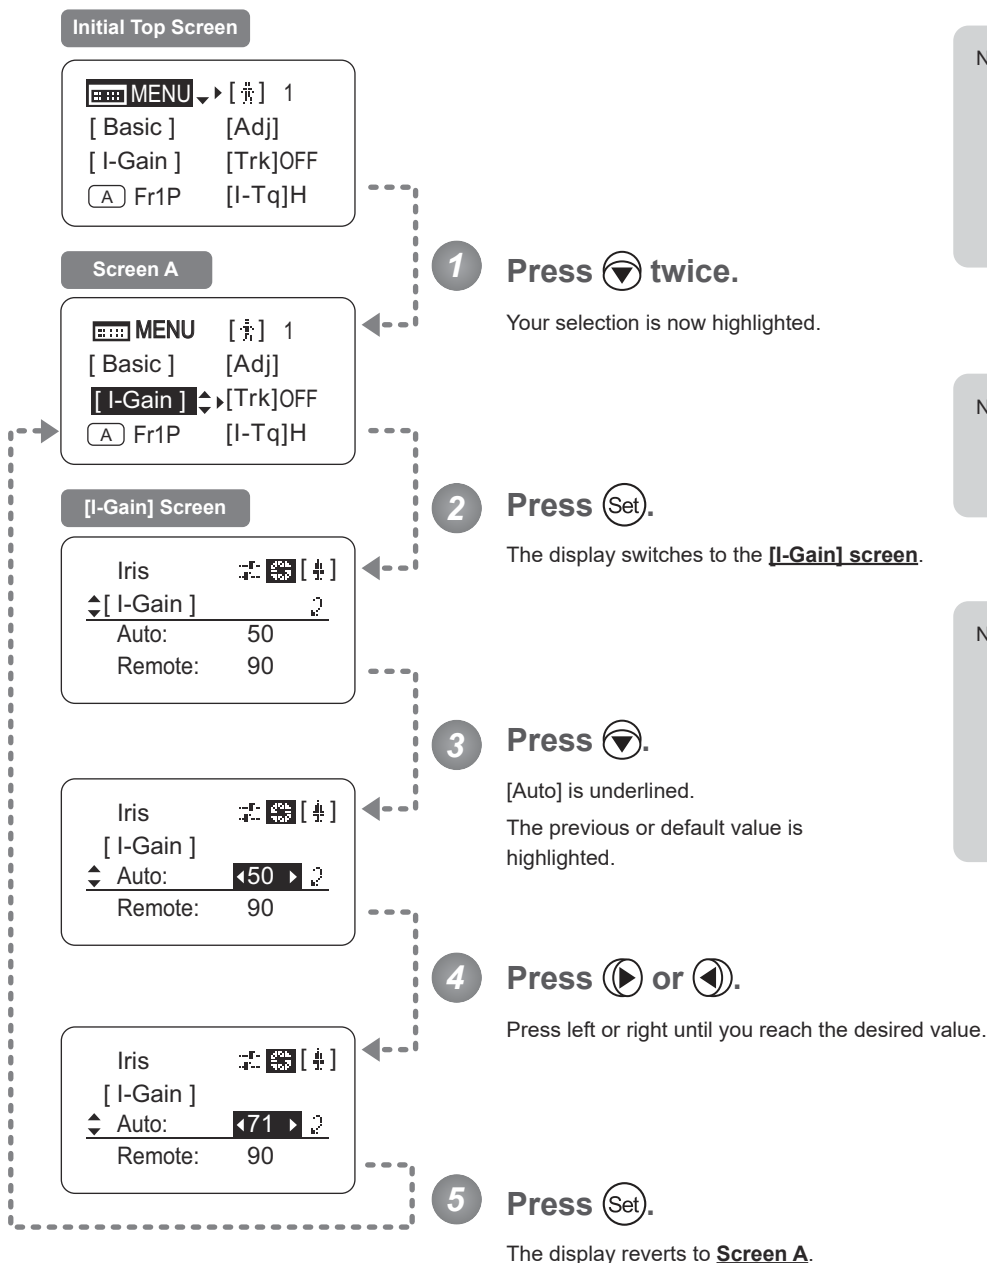 Initial Top Screen
MENU [ ] 1
[ Basic ] [Adj]
[ I-Gain ] [Trk]OFF
A Fr1P [I-Tq]H
1 Press twice.
Your selection is now highlighted.
Screen A
MENU [ ] 1
[ Basic ] [Adj]
[ I-Gain ] [Trk]OFF
A Fr1P [I-Tq]H
2 Press Set.
The display switches to the [I-Gain] screen.
[I-Gain] Screen
Iris [ ]
[ I-Gain ]
Auto: 50
Remote: 90
3 Press .
[Auto] is underlined.
The previous or default value is
highlighted.
Iris [ ]
[ I-Gain ]
Auto: 50
Remote: 90
4 Press or .
Press left or right until you reach the desired value.
Iris [ ]
[ I-Gain ]
Auto: 71
Remote: 90
5 Press Set.
The display reverts to Screen A.